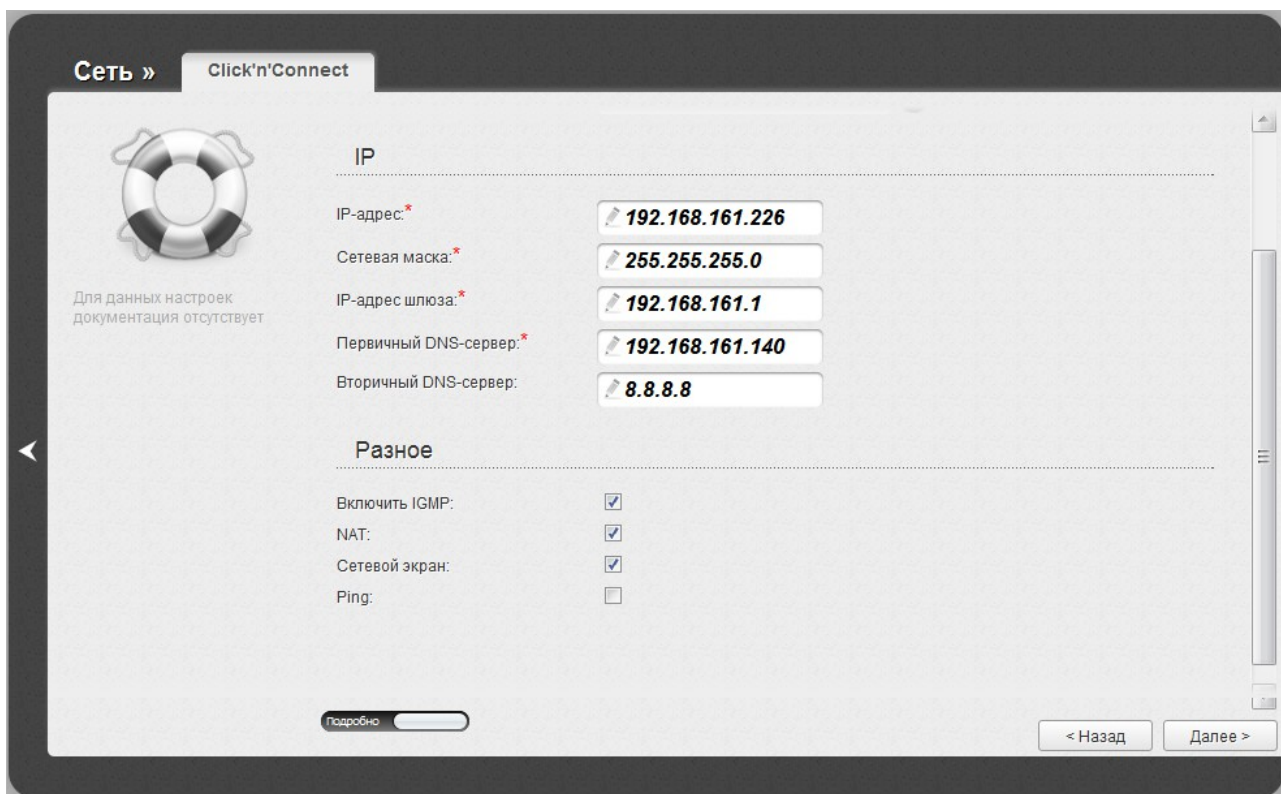 Сеть »
Click'n'Connect
Для данных настроек
документация отсутствует
IP
IP-адрес:* 192.168.161.226
Сетевая маска:* 255.255.255.0
IP-адрес шлюза:* 192.168.161.1
Первичный DNS-сервер:* 192.168.161.140
Вторичный DNS-сервер: 8.8.8.8
Разное
Включить IGMP:
NAT:
Сетевой экран:
Ping:
Подробно
< Назад
Далее >